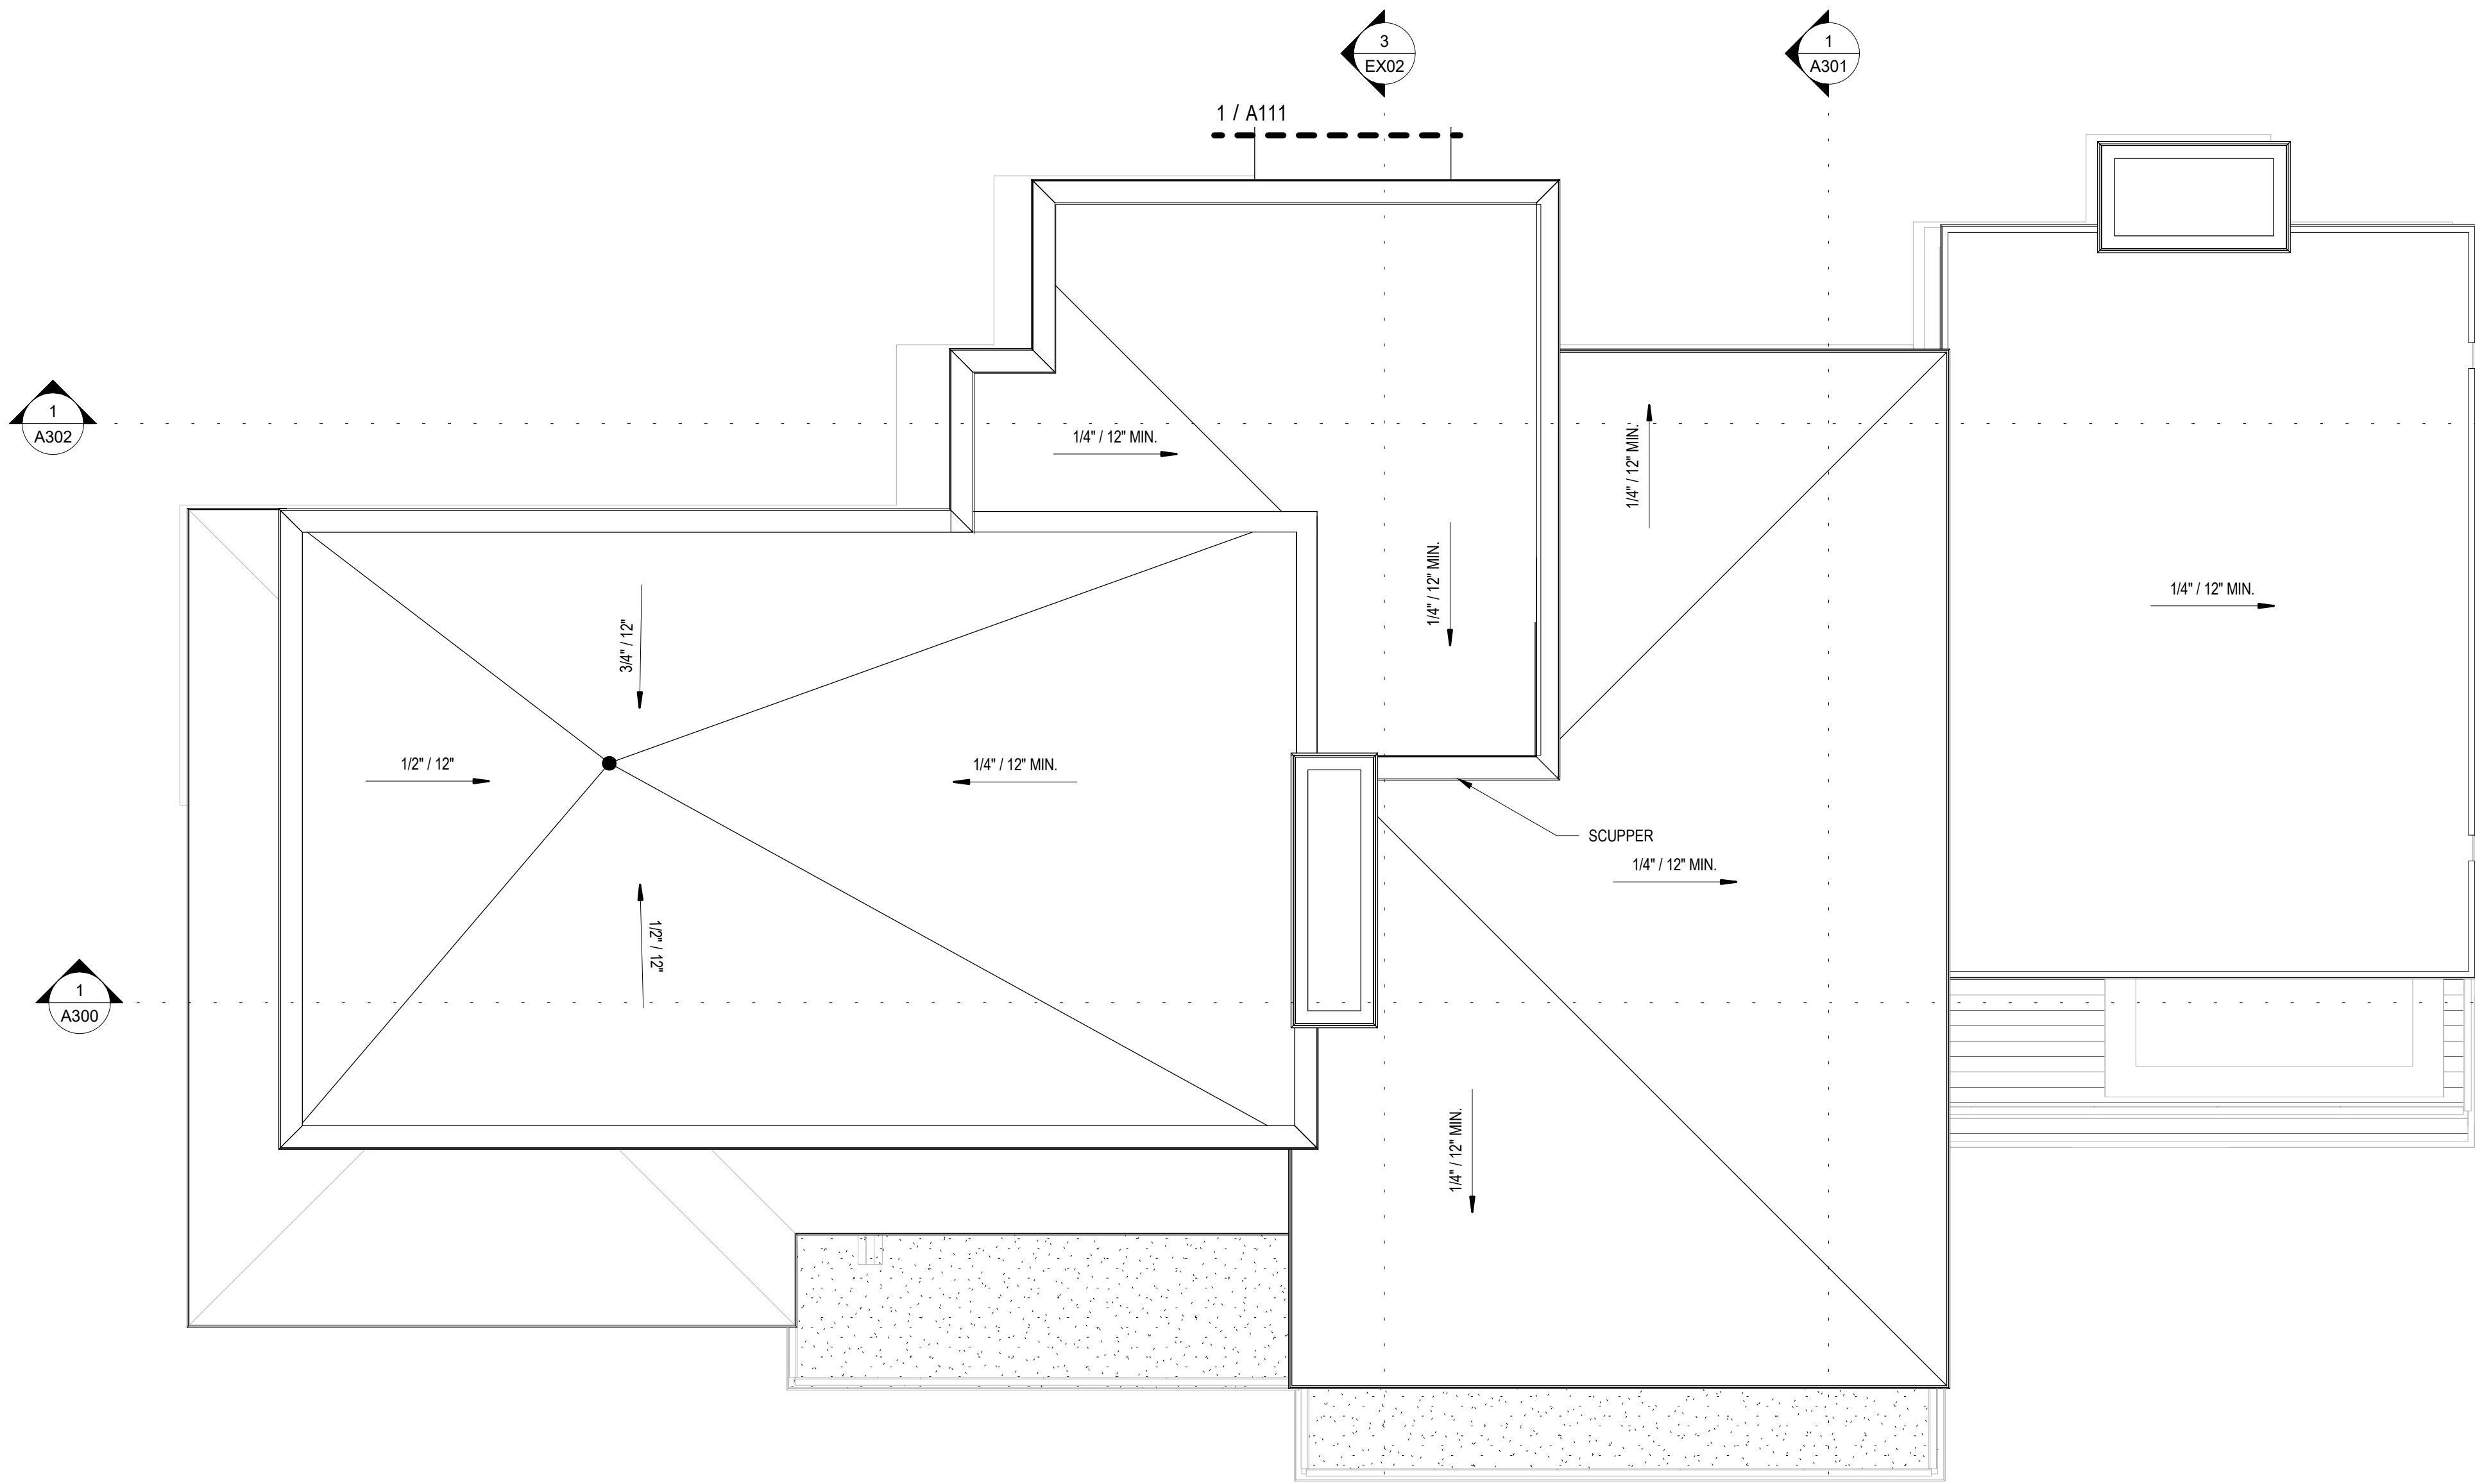 3
EX02
1
A301
1 / A111
1
A302
1/4" / 12" MIN.
1/4" / 12" MIN.
1/4" / 12" MIN.
1/4" / 12" MIN.
3/4" / 12"
1/2" / 12"
1/4" / 12" MIN.
SCUPPER
1/4" / 12" MIN.
1/2" / 12"
1
A300
1/4" / 12" MIN.